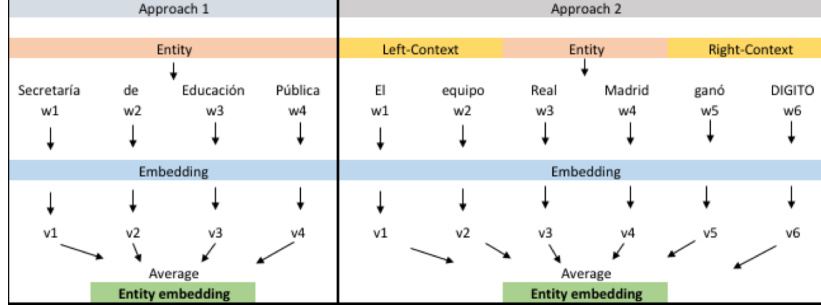 Approach 1
Entity
Secretaría de Educación Pública
w1 w2 w3 w4
Embedding
v1 v2 v3 v4
Average
Entity embedding
Approach 2
Left-Context Entity Right-Context
El equipo Real Madrid ganó DIGITO
w1 w2 w3 w4 w5 w6
Embedding
v1 v2 v3 v4 v5 v6
Average
Entity embedding